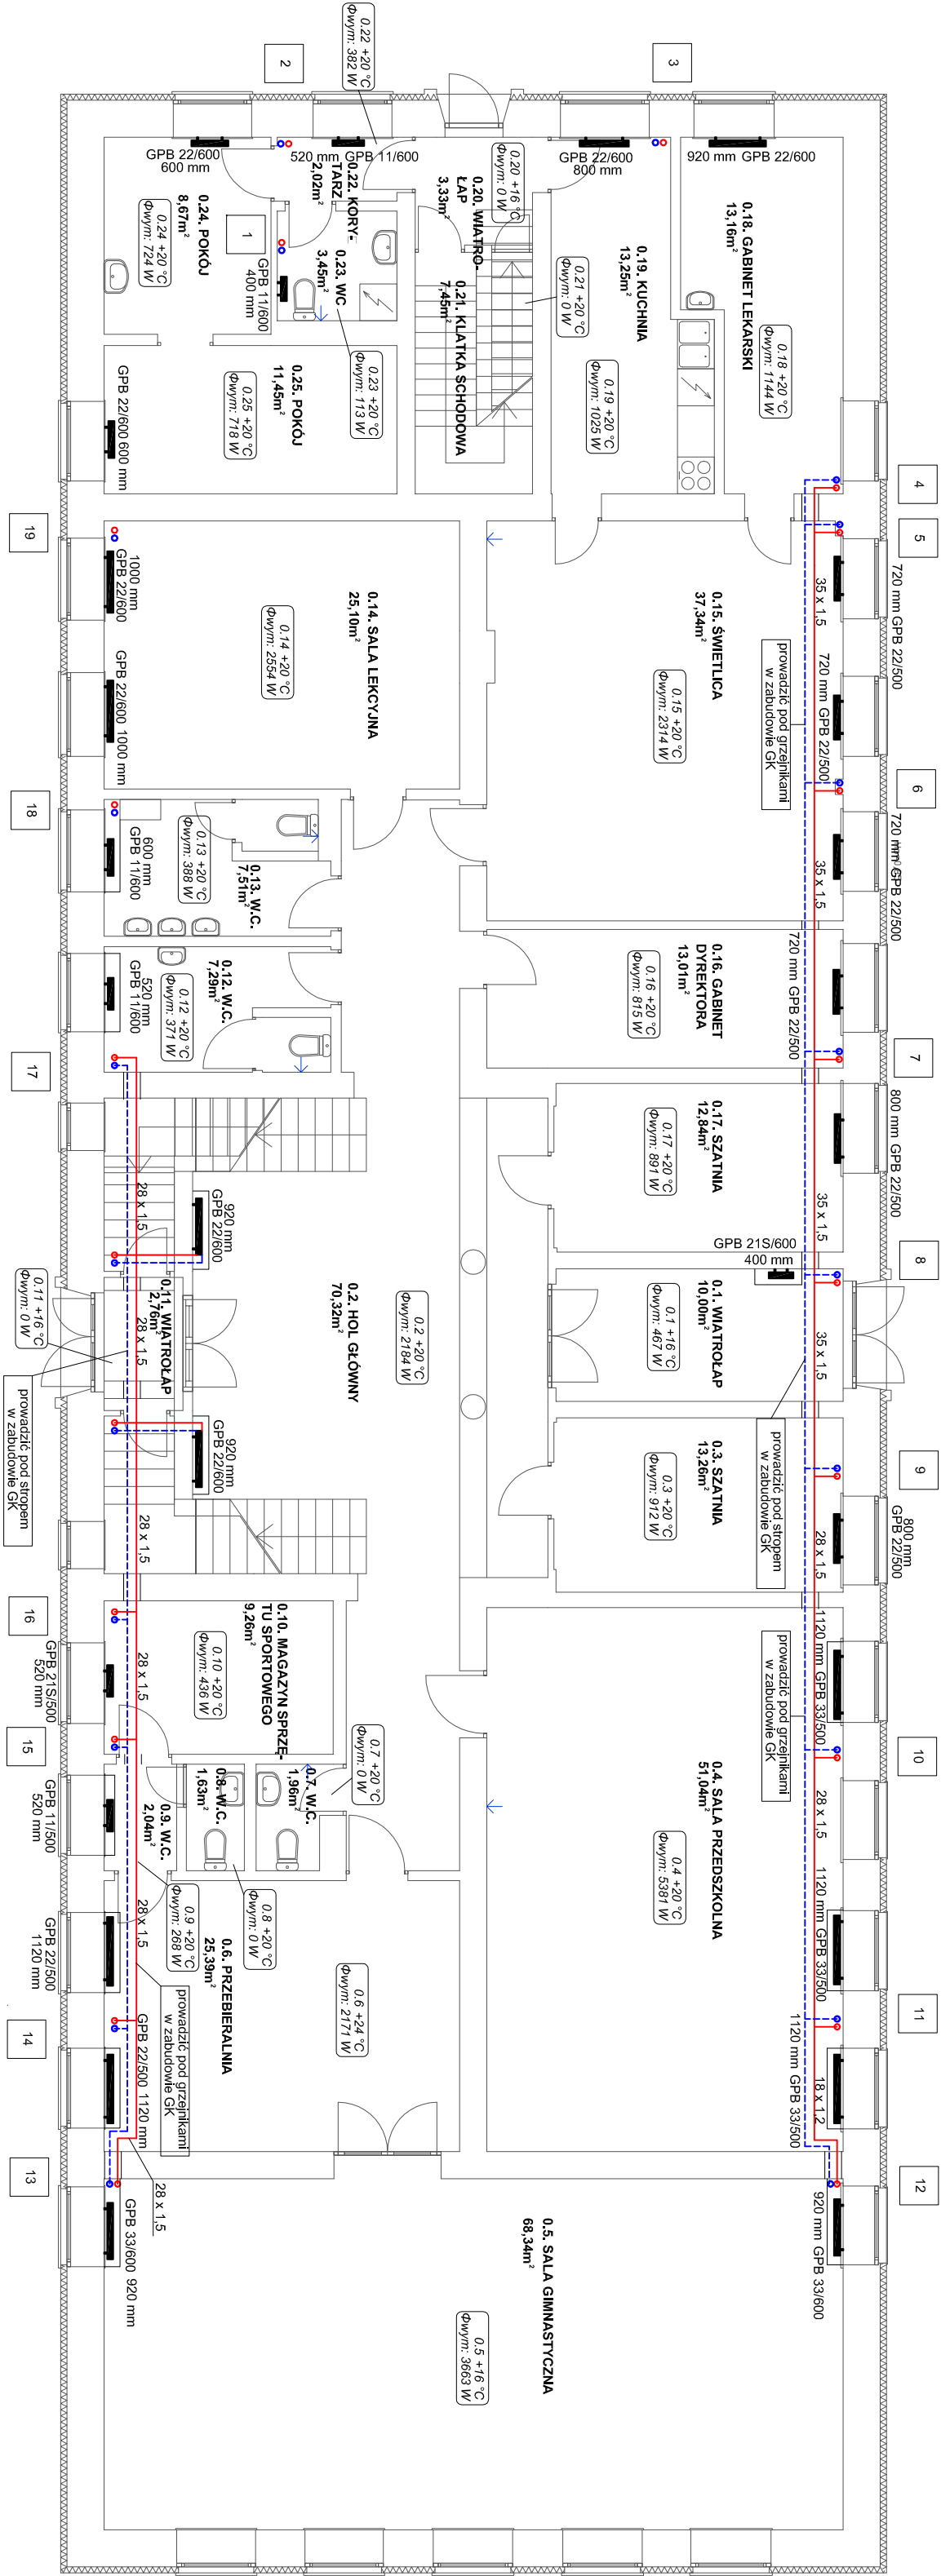 3
2
0.22 +20 °C
Φwym: 382 W
GPB 22/600
600 mm
520 mm GPB 11/600
GPB 22/600
800 mm
920 mm GPB 22/600
0.20 +16 °C
Φwym: 0 W
0.22. KORY-
TARZ
2,02m²
0.20. WIATRO-
ŁAP
3,33m²
0.24. POKÓJ
8,67m²
0.24 +20 °C
Φwym: 724 W
1
0.23. WC
3,45m²
GPB 11/600
400 mm
0.21. KLATKA SCHODOWA
7,45m²
0.21 +20 °C
Φwym: 0 W
0.19. KUCHNIA
13,25m²
0.18. GABINET LEKARSKI
13,16m²
0.18 +20 °C
Φwym: 1144 W
0.23 +20 °C
Φwym: 113 W
0.19 +20 °C
Φwym: 1025 W
0.25. POKÓJ
11,45m²
0.25 +20 °C
Φwym: 718 W
GPB 22/600 600 mm
4
5
19
720 mm GPB 22/500
35 x 1,5
1000 mm
GPB 22/600
0.14. SALA LEKCYJNA
25,10m²
0.14 +20 °C
Φwym: 2554 W
0.15. ŚWIETLICA
37,34m²
0.15 +20 °C
Φwym: 2314 W
prowadzić pod grzejnikami
w zabudowie GK
720 mm GPB 22/500
GPB 22/600 1000 mm
6
18
720 mm GPB 22/500
35 x 1,5
600 mm
GPB 11/600
0.13 +20 °C
Φwym: 388 W
0.13. W.C.
7,51m²
0.12. W.C.
7,29m²
0.12 +20 °C
Φwym: 371 W
520 mm
GPB 11/600
0.16. GABINET
DYREKTORA
13,01m²
0.16 +20 °C
Φwym: 815 W
720 mm GPB 22/500
7
17
800 mm GPB 22/500
0.17. SZATNIA
12,84m²
0.17 +20 °C
Φwym: 891 W
35 x 1,5
28 x 1,5
920 mm
GPB 22/600
GPB 21S/600
400 mm
8
0.11 +16 °C
Φwym: 0 W
0.11. WIATROŁAP
2,76m²
28 x 1,5
0.2. HOL GŁÓWNY
70,32m²
0.2 +20 °C
Φwym: 2184 W
0.1. WIATROŁAP
10,00m²
0.1 +16 °C
Φwym: 467 W
35 x 1,5
prowadzić pod stropem
w zabudowie GK
prowadzić pod stropem
w zabudowie GK
920 mm
GPB 22/600
0.3. SZATNIA
13,26m²
0.3 +20 °C
Φwym: 912 W
9
800 mm
GPB 22/500
28 x 1,5
28 x 1,5
16
0.10. MAGAZYN SPRZĘ-
TU SPORTOWEGO
9,26m²
0.10 +20 °C
Φwym: 436 W
28 x 1,5
GPB 21S/500
520 mm
1120 mm GPB 33/500
prowadzić pod grzejnikami
w zabudowie GK
10
15
0.7 +20 °C
Φwym: 0 W
0.7. W.C.
1,96m²
0.8. W.C.
1,63m²
0.9. W.C.
2,04m²
GPB 11/500
520 mm
0.4. SALA PRZEDSZKOLNA
51,04m²
0.4 +20 °C
Φwym: 5381 W
28 x 1,5
1120 mm GPB 33/500
0.8 +20 °C
Φwym: 0 W
0.9 +20 °C
Φwym: 268 W
28 x 1,5
GPB 22/500
1120 mm
0.6. PRZEBIERALNIA
25,39m²
0.6 +24 °C
Φwym: 2171 W
prowadzić pod grzejnikami
w zabudowie GK
11
14
GPB 22/500 1120 mm
1120 mm GPB 33/500
18 x 1,2
13
12
28 x 1,5
GPB 33/600 920 mm
920 mm GPB 33/600
0.5. SALA GIMNASTYCZNA
68,34m²
0.5 +16 °C
Φwym: 3663 W